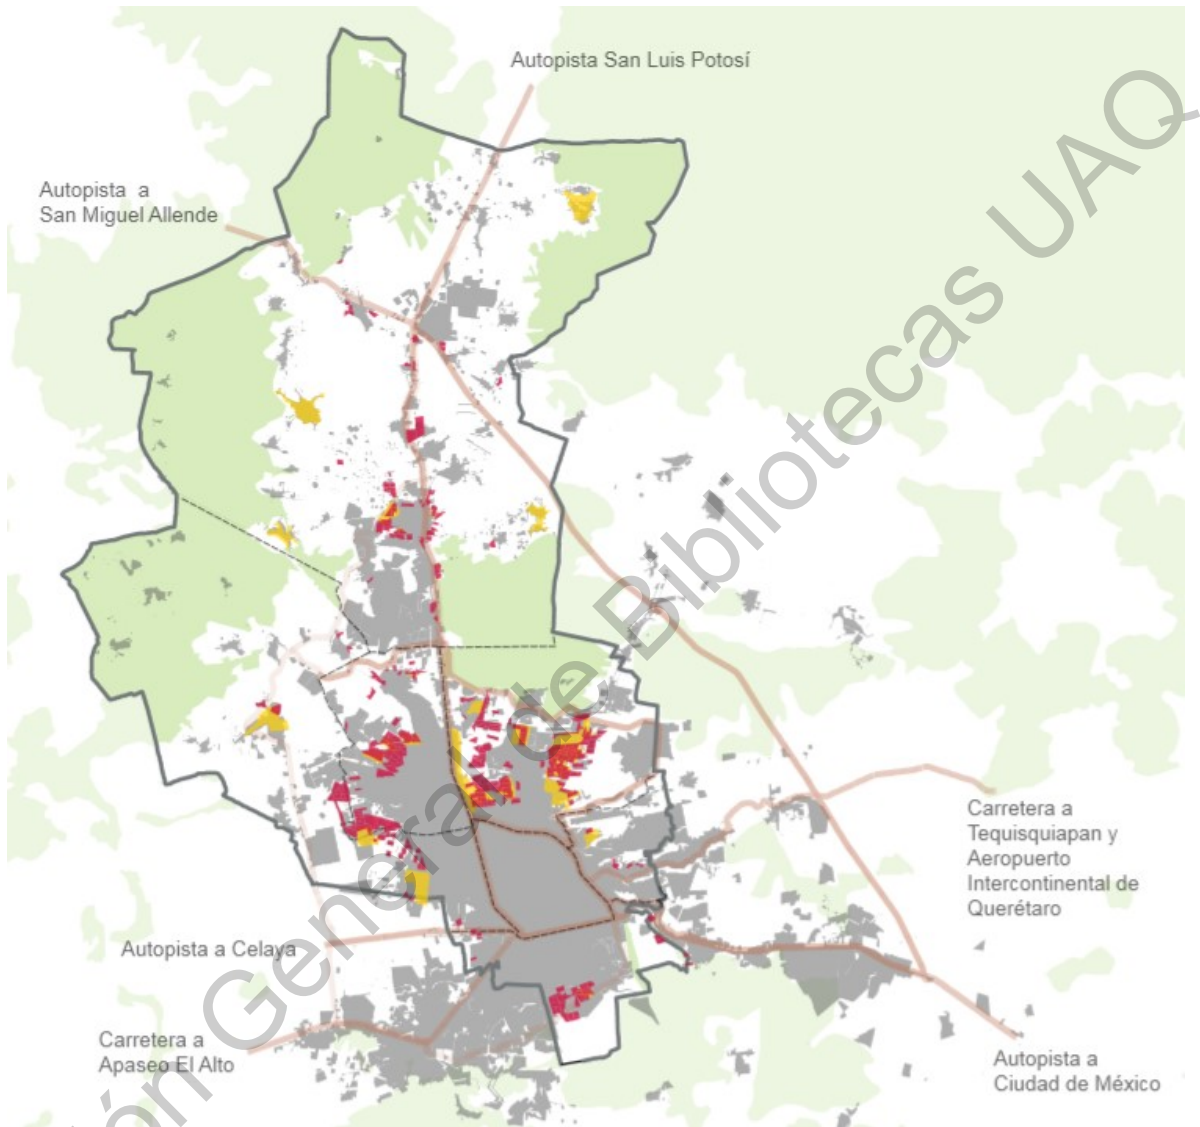 Autopista San Luis Potosí
Autopista a
San Miguel Allende
Carretera a
Tequisquiapan y
Aeropuerto
Intercontinental de
Querétaro
Autopista a Celaya
Carretera a
Apaseo El Alto
Autopista a
Ciudad de México
ón General de Bibliotecas UAQ